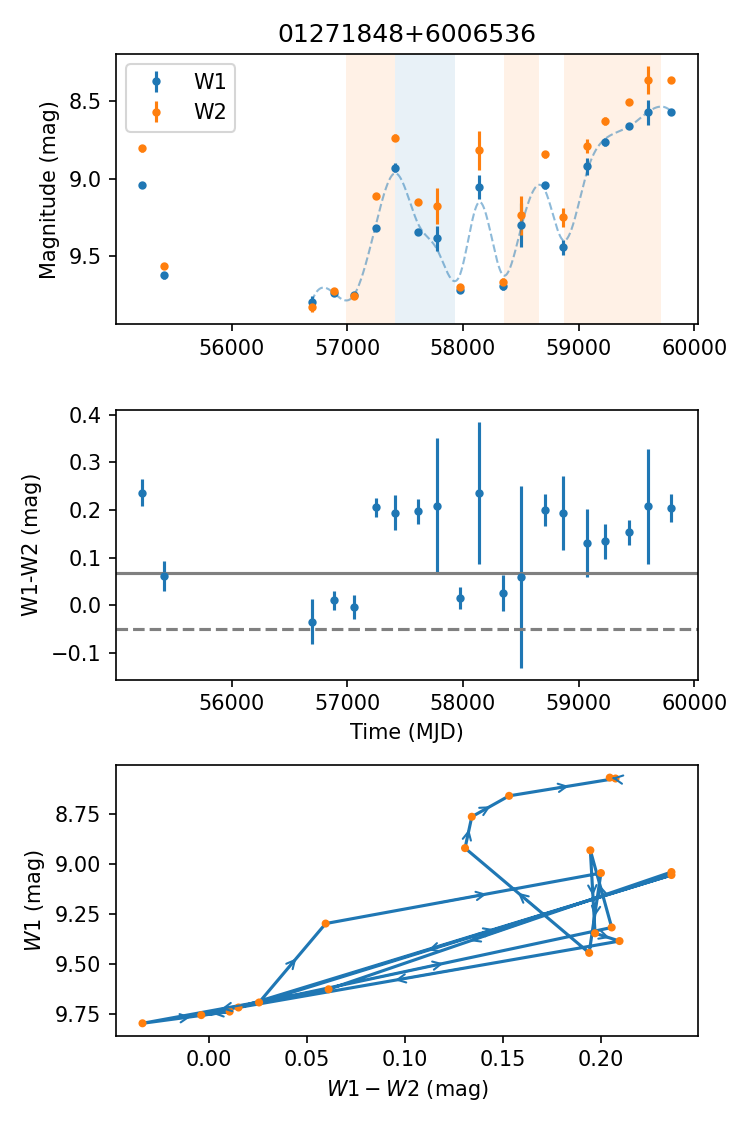 01271848+6006536
W1
W2
Magnitude (mag)
8.5
9.0
9.5
56000 57000 58000 59000 60000
W1-W2 (mag)
0.4
0.3
0.2
0.1
0.0
−0.1
56000 57000 58000 59000 60000
Time (MJD)
W1 (mag)
8.75
9.00
9.25
9.50
9.75
0.00 0.05 0.10 0.15 0.20
W1 − W2 (mag)